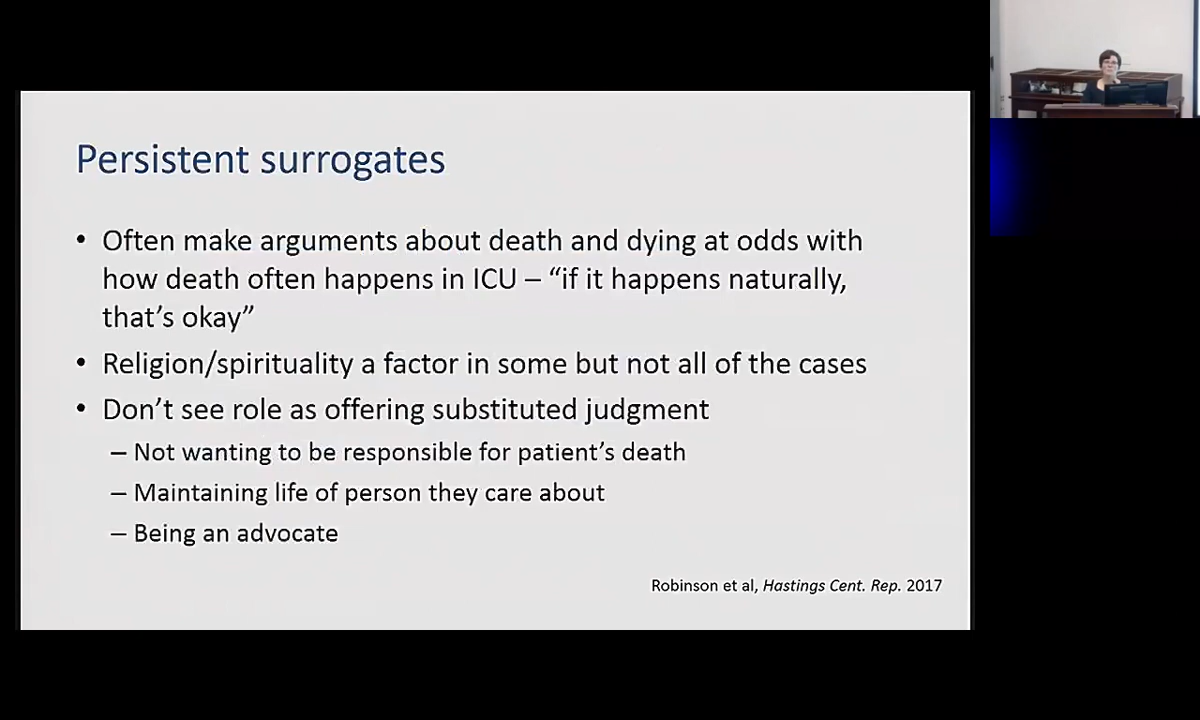 Persistent surrogates
• Often make arguments about death and dying at odds with
how death often happens in ICU – “if it happens naturally,
that’s okay”
• Religion/spirituality a factor in some but not all of the cases
• Don’t see role as offering substituted judgment
– Not wanting to be responsible for patient’s death
– Maintaining life of person they care about
– Being an advocate
Robinson et al, Hastings Cent. Rep. 2017